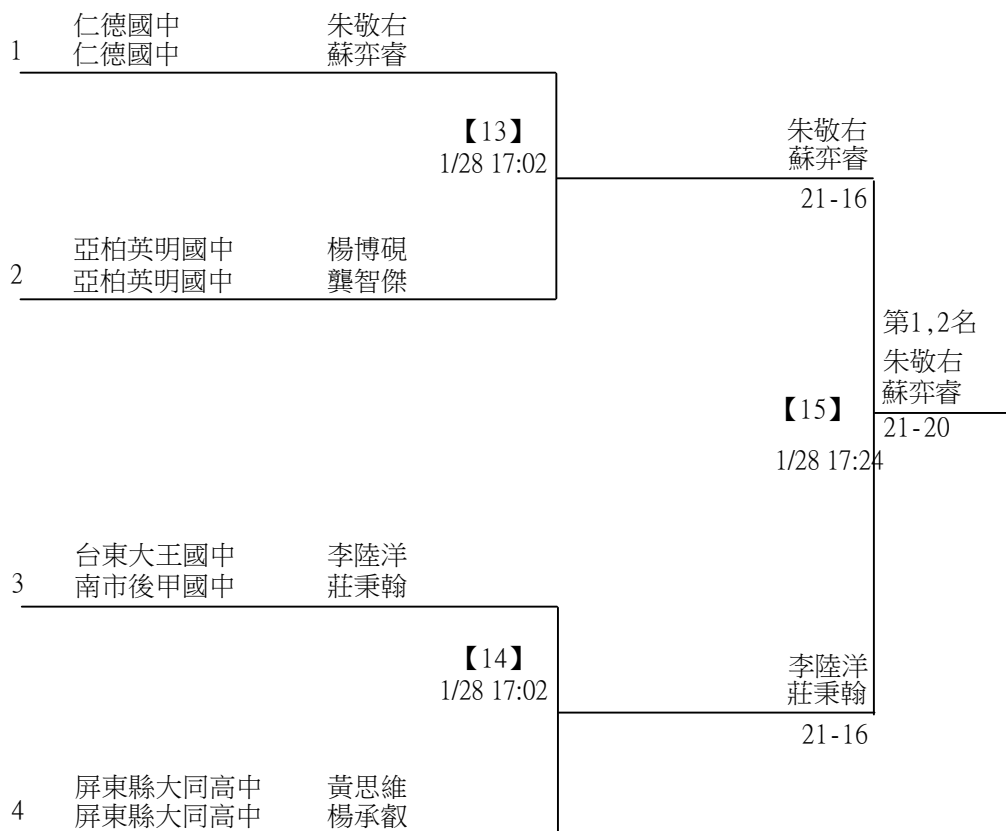 仁德國中 朱敬右
1 仁德國中 蘇弈睿
【13】 朱敬右
1/28 17:02 蘇弈睿
21-16
亞柏英明國中 楊博硯
2 亞柏英明國中 龔智傑
第1,2名
朱敬右
蘇弈睿
【15】
21-20
1/28 17:24
台東大王國中 李陸洋
3 南市後甲國中 莊秉翰
【14】 李陸洋
1/28 17:02 莊秉翰
21-16
屏東縣大同高中 黃思維
4 屏東縣大同高中 楊承叡